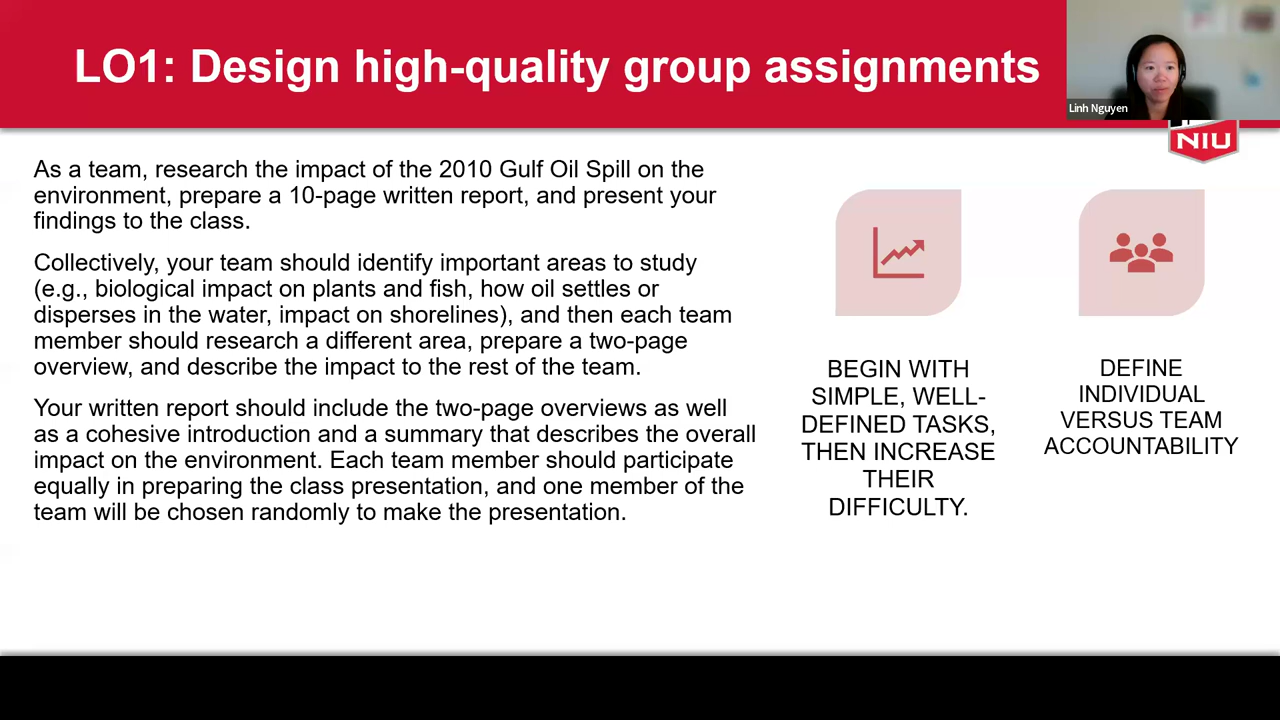 LO1: Design high-quality group assignments
Linh Nguyen
NIU
As a team, research the impact of the 2010 Gulf Oil Spill on the
environment, prepare a 10-page written report, and present your
findings to the class.
Collectively, your team should identify important areas to study
(e.g., biological impact on plants and fish, how oil settles or
disperses in the water, impact on shorelines), and then each team
member should research a different area, prepare a two-page
overview, and describe the impact to the rest of the team.
Your written report should include the two-page overviews as well
as a cohesive introduction and a summary that describes the overall
impact on the environment. Each team member should participate
equally in preparing the class presentation, and one member of the
team will be chosen randomly to make the presentation.
BEGIN WITH
SIMPLE, WELL-
DEFINED TASKS,
THEN INCREASE
THEIR
DIFFICULTY.
DEFINE
INDIVIDUAL
VERSUS TEAM
ACCOUNTABILITY